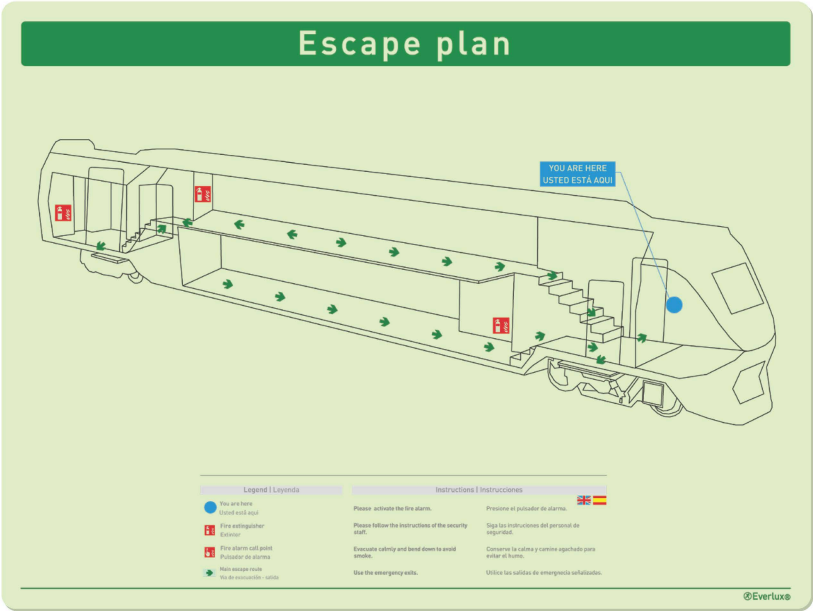 Escape plan
YOU ARE HERE
USTED ESTÁ AQUI
Legend | Leyenda
You are here
Usted está aquí
Fire extinguisher
Extintor
Fire alarm call point
Pulsador de alarma
Main escape route
Vía de evacuación - salida
Instructions | Instrucciones
Please activate the fire alarm.
Presione el pulsador de alarma.
Please follow the instructions of the security
staff.
Siga las instruciones del personal de
seguridad.
Evacuate calmly and bend down to avoid
smoke.
Conserve la calma y camine agachado para
evitar el humo.
Use the emergency exits.
Utilice las salidas de emergencia señalizadas.
Everlux®